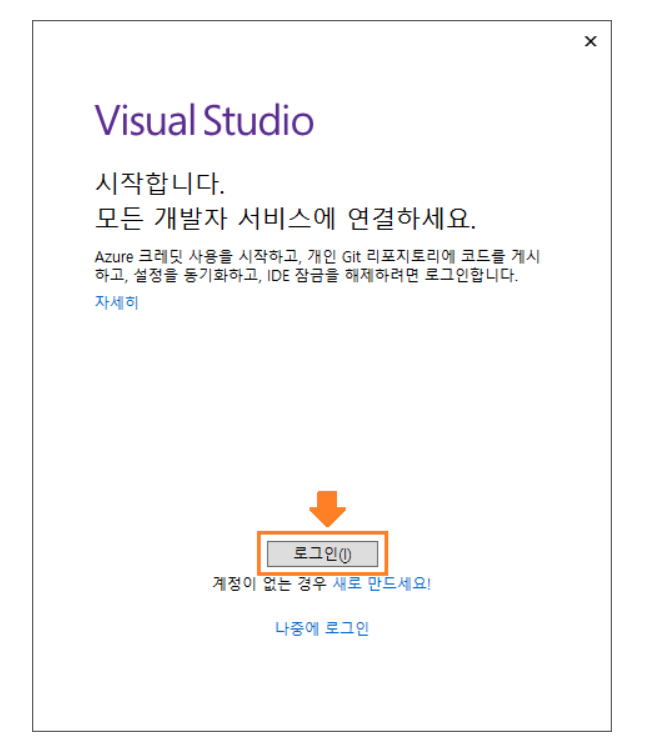 Visual Studio
시작합니다.
모든 개발자 서비스에 연결하세요.
Azure 크레딧 사용을 시작하고, 개인 Git 리포지토리에 코드를 게시
하고, 설정을 동기화하고, IDE 잠금을 해제하려면 로그인합니다.
자세히
로그인(I)
계정이 없는 경우 새로 만드세요!
나중에 로그인